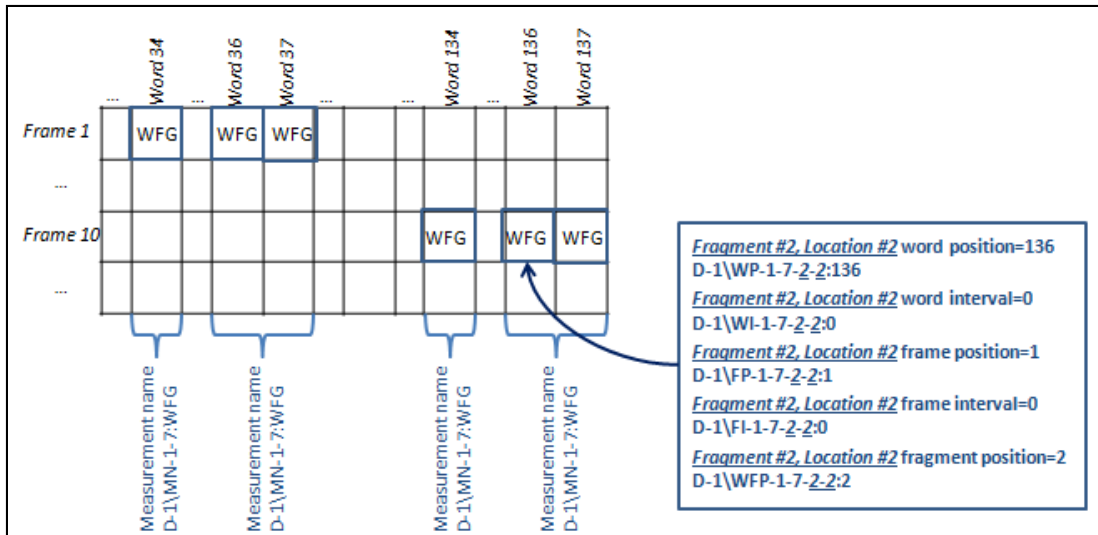 ... Word 34 ... Word 36 Word 37 ... ... Word 134 ... Word 136 Word 137
Frame 1 WFG WFG WFG
...
Frame 10 WFG WFG WFG
...
Measurement name
D-1\MN-1-7:WFG
Measurement name
D-1\MN-1-7:WFG
Measurement name
D-1\MN-1-7:WFG
Measurement name
D-1\MN-1-7:WFG
Fragment #2, Location #2 word position=136
D-1\WP-1-7-2-2:136
Fragment #2, Location #2 word interval=0
D-1\WI-1-7-2-2:0
Fragment #2, Location #2 frame position=1
D-1\FP-1-7-2-2:1
Fragment #2, Location #2 frame interval=0
D-1\FI-1-7-2-2:0
Fragment #2, Location #2 fragment position=2
D-1\WFP-1-7-2-2:2